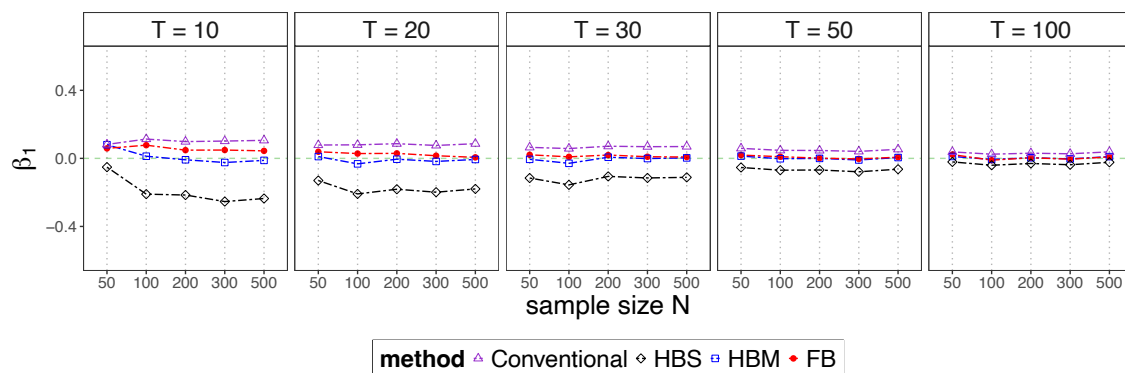 T = 10 T = 20 T = 30 T = 50 T = 100
0.4
0.0
−0.4
β1
50 100 200 300 500 50 100 200 300 500 50 100 200 300 500 50 100 200 300 500 50 100 200 300 500
sample size N
method Conventional HBS HBM FB